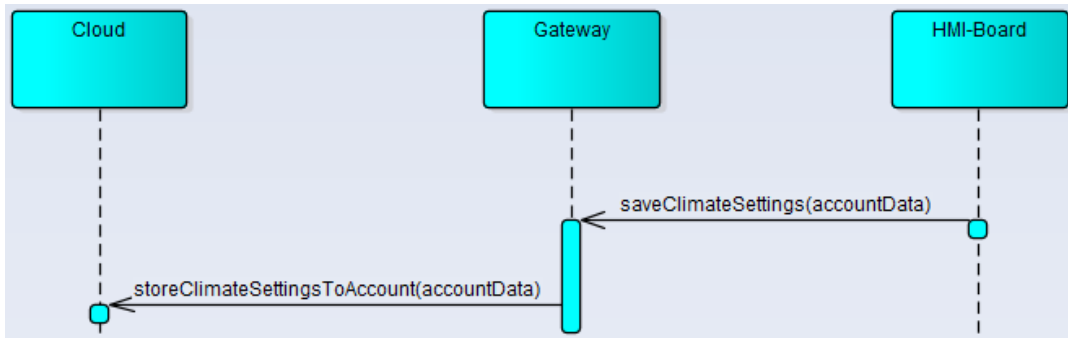 Cloud
Gateway
HMI-Board
saveClimateSettings(accountData)
storeClimateSettingsToAccount(accountData)